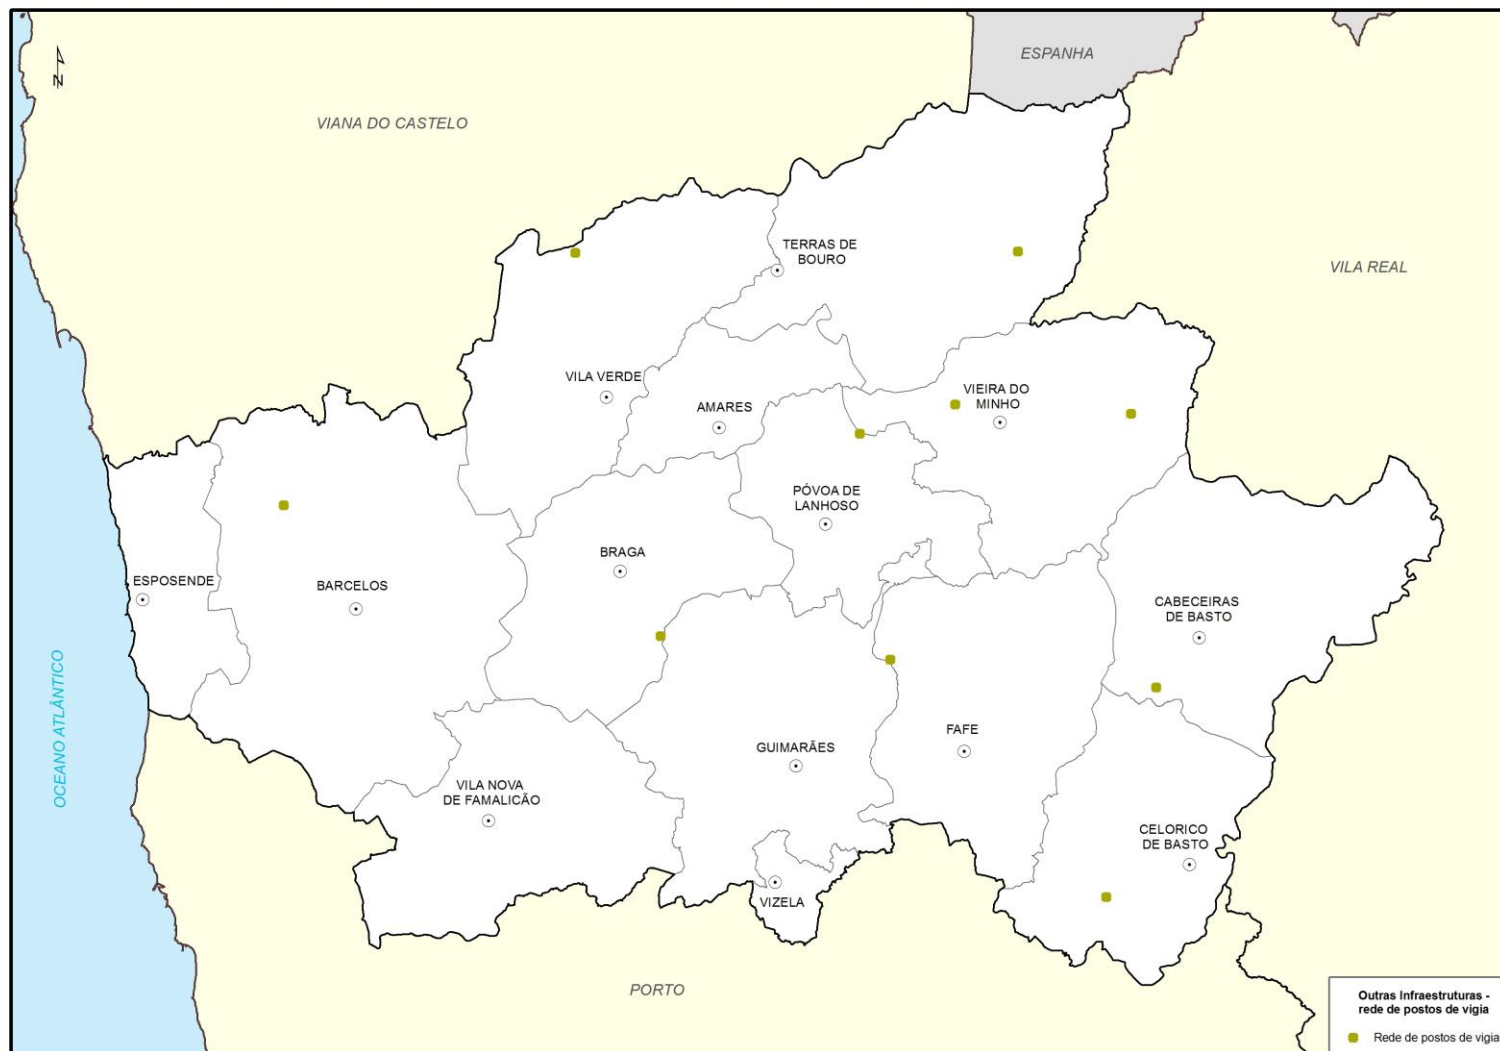 ESPANHA
VIANA DO CASTELO
TERRAS DE
BOURO
VILA REAL
VILA VERDE
VIEIRA DO
MINHO
AMARES
PÓVOA DE
LANHOSO
BRAGA
ESPOSENDE
BARCELOS
CABECEIRAS
DE BASTO
OCEANO ATLÂNTICO
FAFE
GUIMARÃES
VILA NOVA
DE FAMALICÃO
CELORICO
DE BASTO
VIZELA
PORTO
Outras Infraestruturas -
rede de postos de vigia
Rede de postos de vigia
N